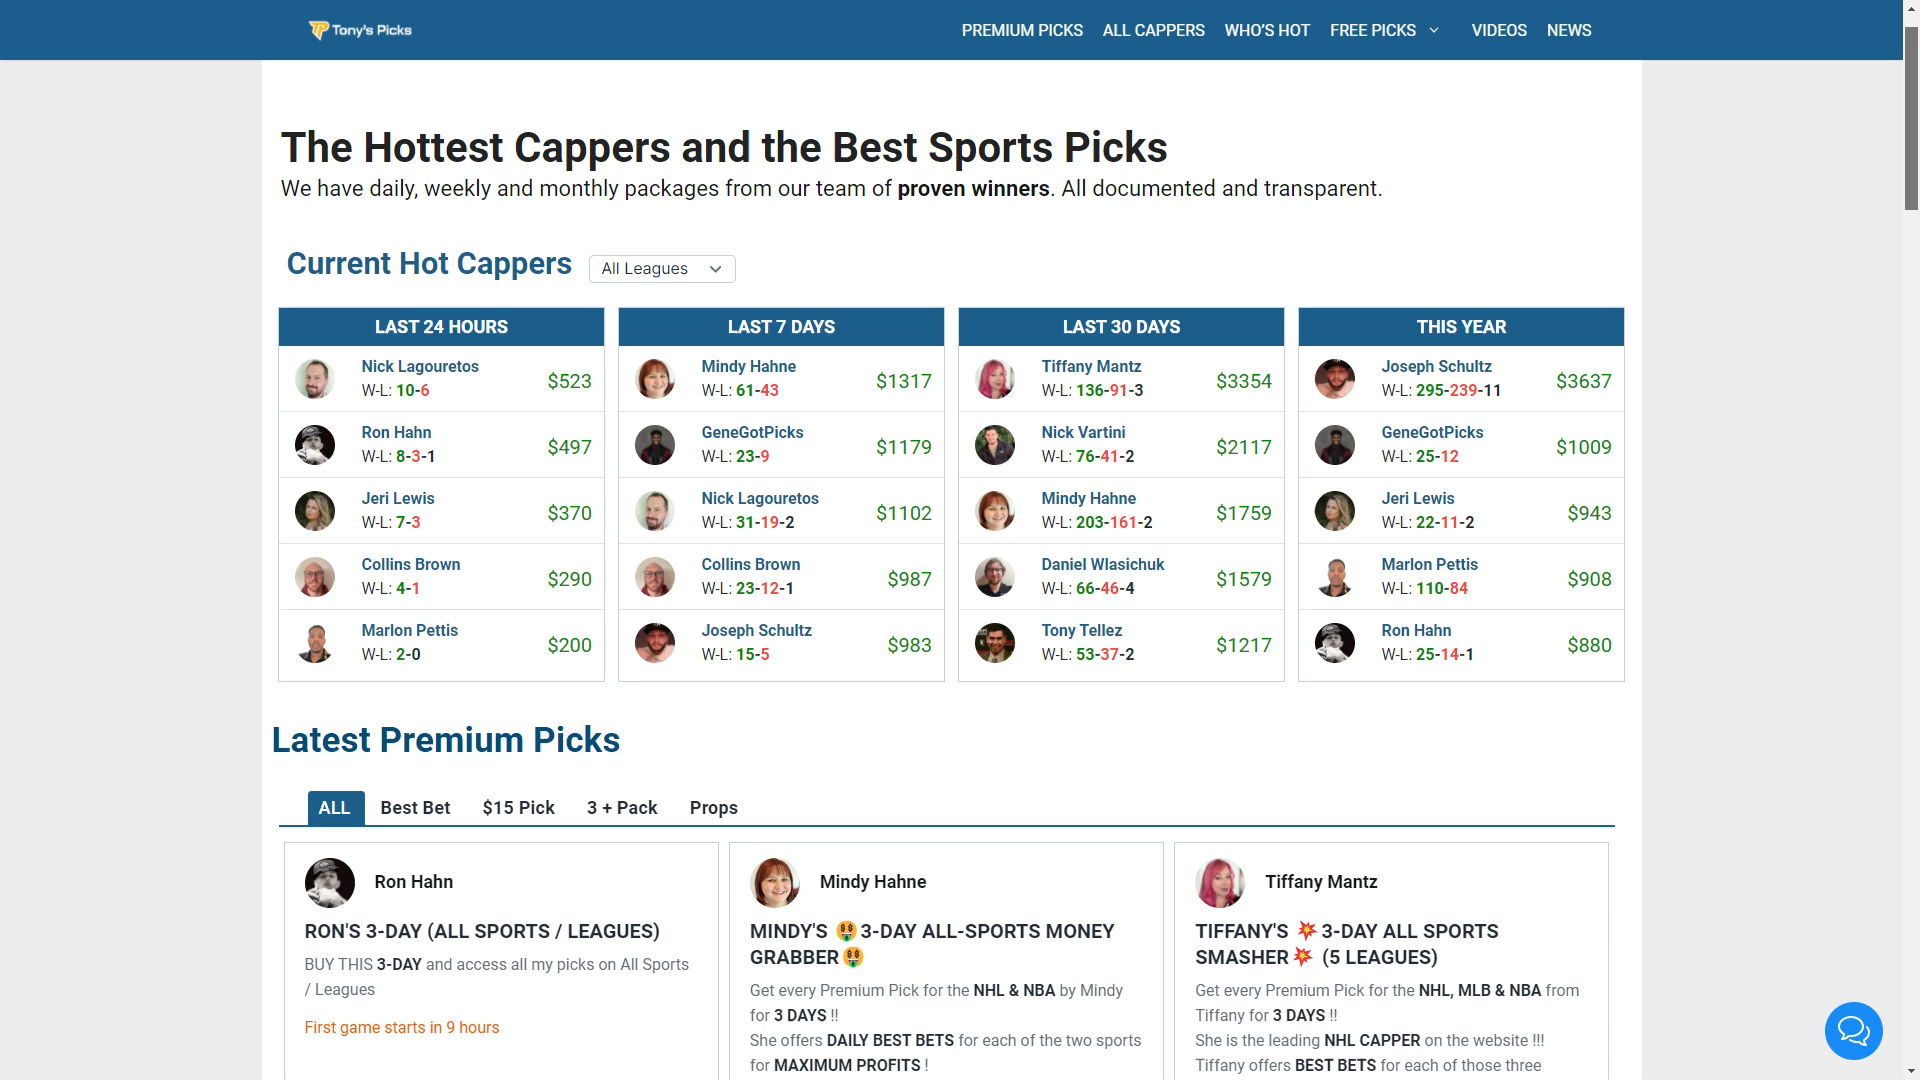 Tony's Picks
PREMIUM PICKS ALL CAPPERS WHO'S HOT FREE PICKS VIDEOS NEWS
The Hottest Cappers and the Best Sports Picks
We have daily, weekly and monthly packages from our team of proven winners. All documented and transparent.
Current Hot Cappers All Leagues
LAST 24 HOURS
Nick Lagouretos
W-L: 10-6 $523
Ron Hahn
W-L: 8-3-1 $497
Jeri Lewis
W-L: 7-3 $370
Collins Brown
W-L: 4-1 $290
Marlon Pettis
W-L: 2-0 $200
LAST 7 DAYS
Mindy Hahne
W-L: 61-43 $1317
GeneGotPicks
W-L: 23-9 $1179
Nick Lagouretos
W-L: 31-19-2 $1102
Collins Brown
W-L: 23-12-1 $987
Joseph Schultz
W-L: 15-5 $983
LAST 30 DAYS
Tiffany Mantz
W-L: 136-91-3 $3354
Nick Vartini
W-L: 76-41-2 $2117
Mindy Hahne
W-L: 203-161-2 $1759
Daniel Wlasichuk
W-L: 66-46-4 $1579
Tony Tellez
W-L: 53-37-2 $1217
THIS YEAR
Joseph Schultz
W-L: 295-239-11 $3637
GeneGotPicks
W-L: 25-12 $1009
Jeri Lewis
W-L: 22-11-2 $943
Marlon Pettis
W-L: 110-84 $908
Ron Hahn
W-L: 25-14-1 $880
Latest Premium Picks
ALL Best Bet $15 Pick 3 + Pack Props
Ron Hahn
RON'S 3-DAY (ALL SPORTS / LEAGUES)
BUY THIS 3-DAY and access all my picks on All Sports
/ Leagues
First game starts in 9 hours
Mindy Hahne
MINDY'S 🤑3-DAY ALL-SPORTS MONEY
GRABBER🤑
Get every Premium Pick for the NHL & NBA by Mindy
for 3 DAYS !!
She offers DAILY BEST BETS for each of the two sports
for MAXIMUM PROFITS !
Tiffany Mantz
TIFFANY'S 💥3-DAY ALL SPORTS
SMASHER💥 (5 LEAGUES)
Get every Premium Pick for the NHL, MLB & NBA from
Tiffany for 3 DAYS !!
She is the leading NHL CAPPER on the website !!!
Tiffany offers BEST BETS for each of those three